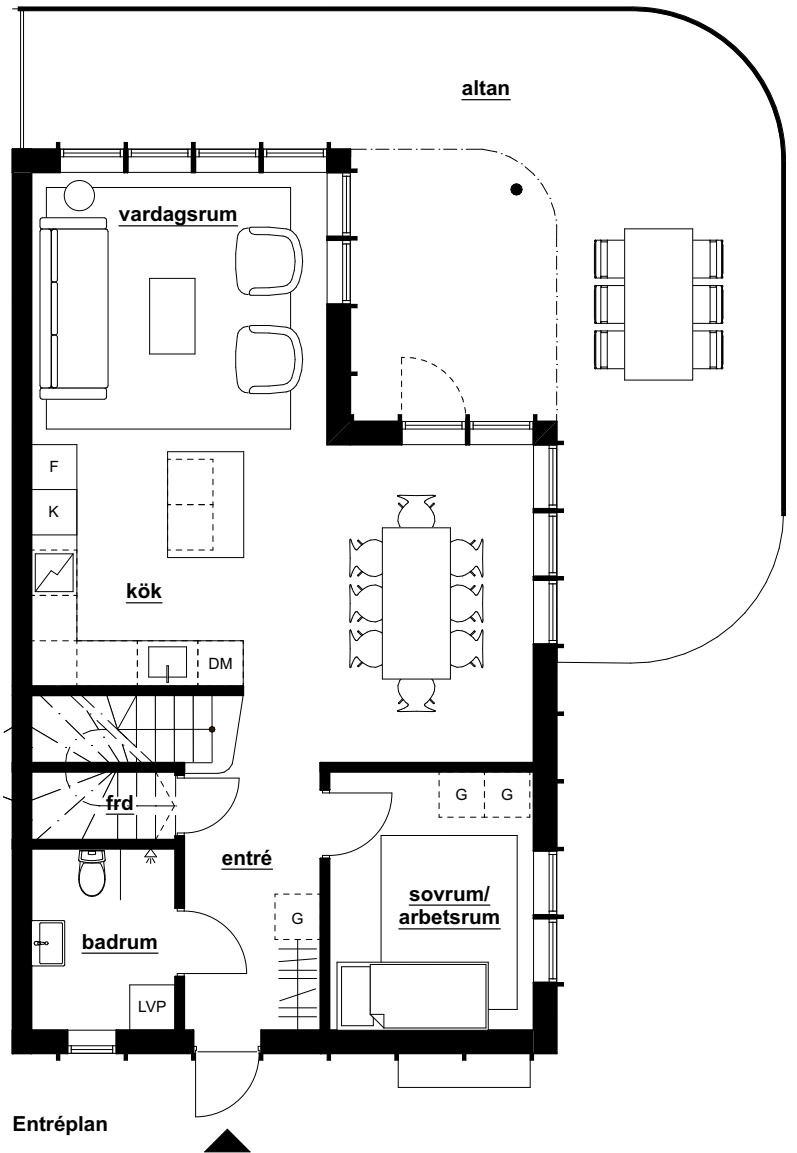 altan
vardagsrum
F
K
kök
DM
frd
G G
entré
sovrum/
arbetsrum
G
badrum
LVP
Entréplan